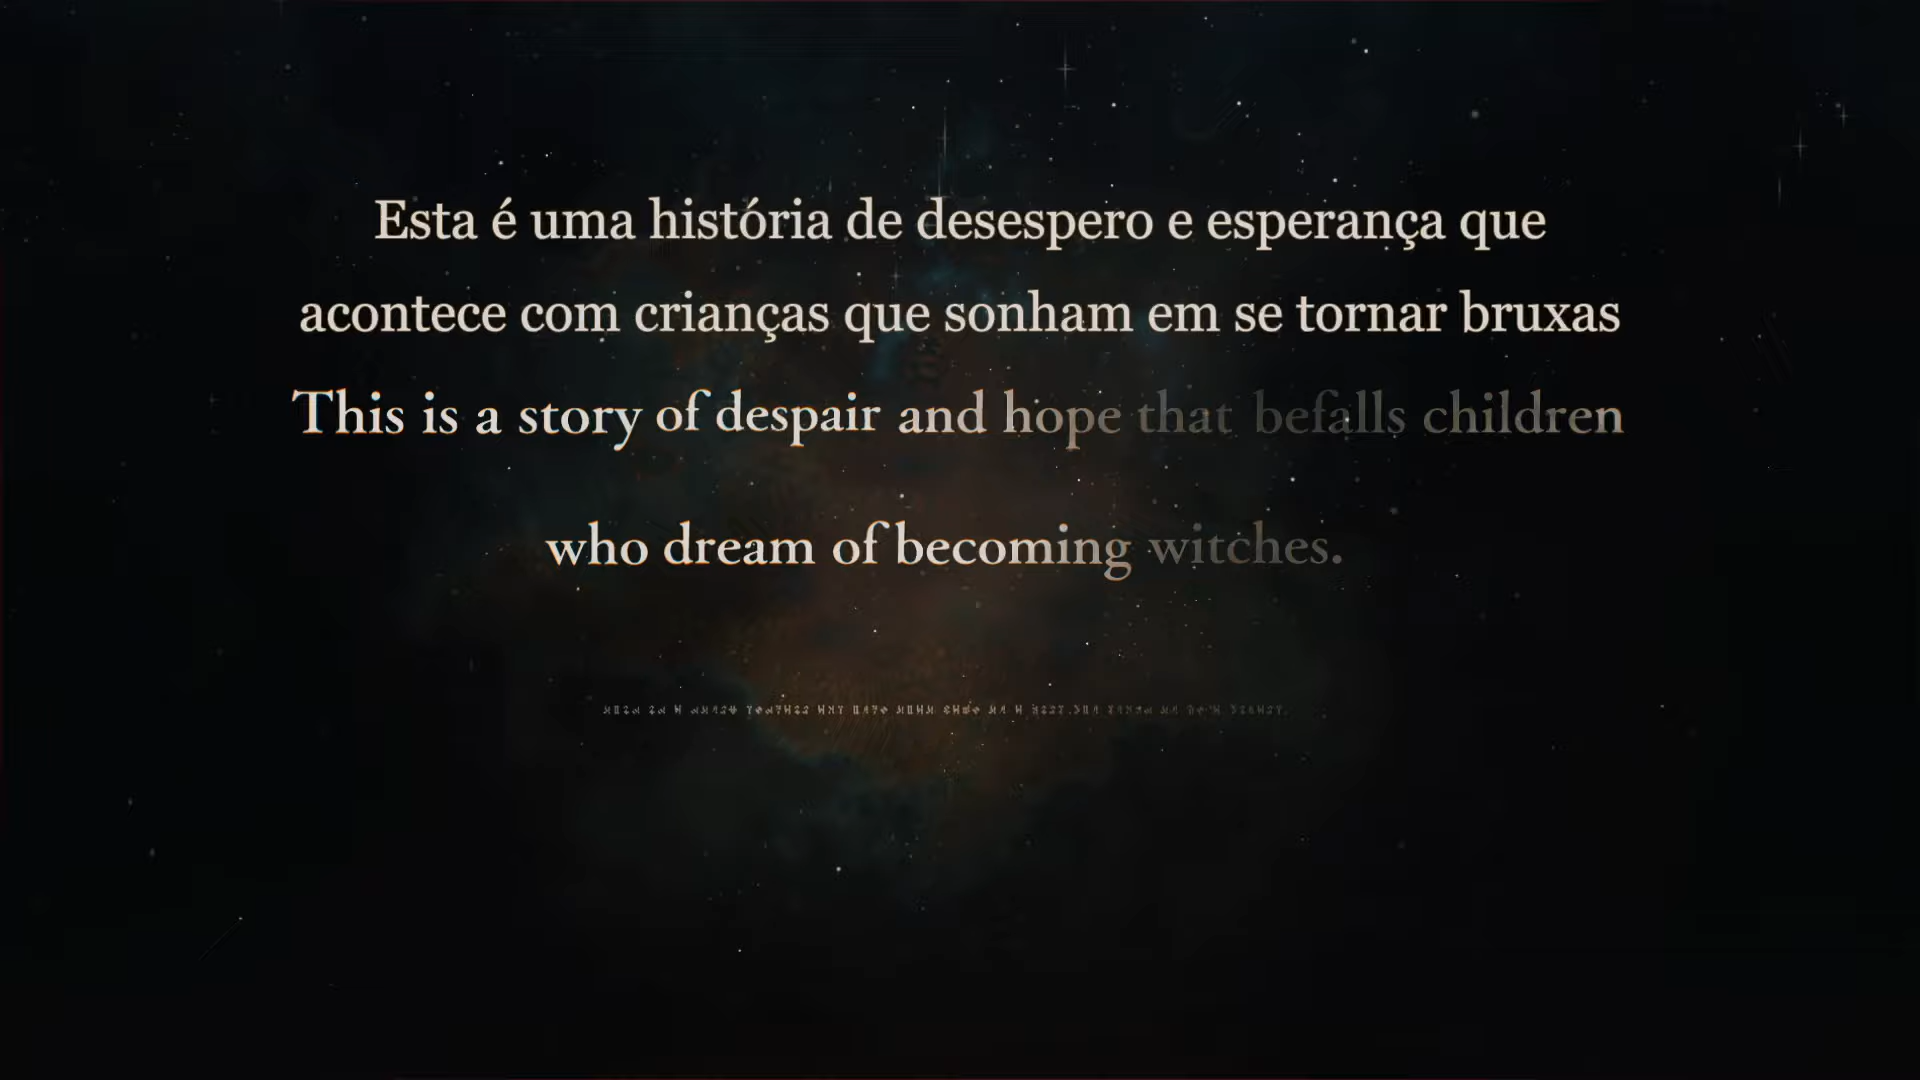 Esta é uma história de desespero e esperança que
acontece com crianças que sonham em se tornar bruxas
This is a story of despair and hope that befalls children
who dream of becoming witches.